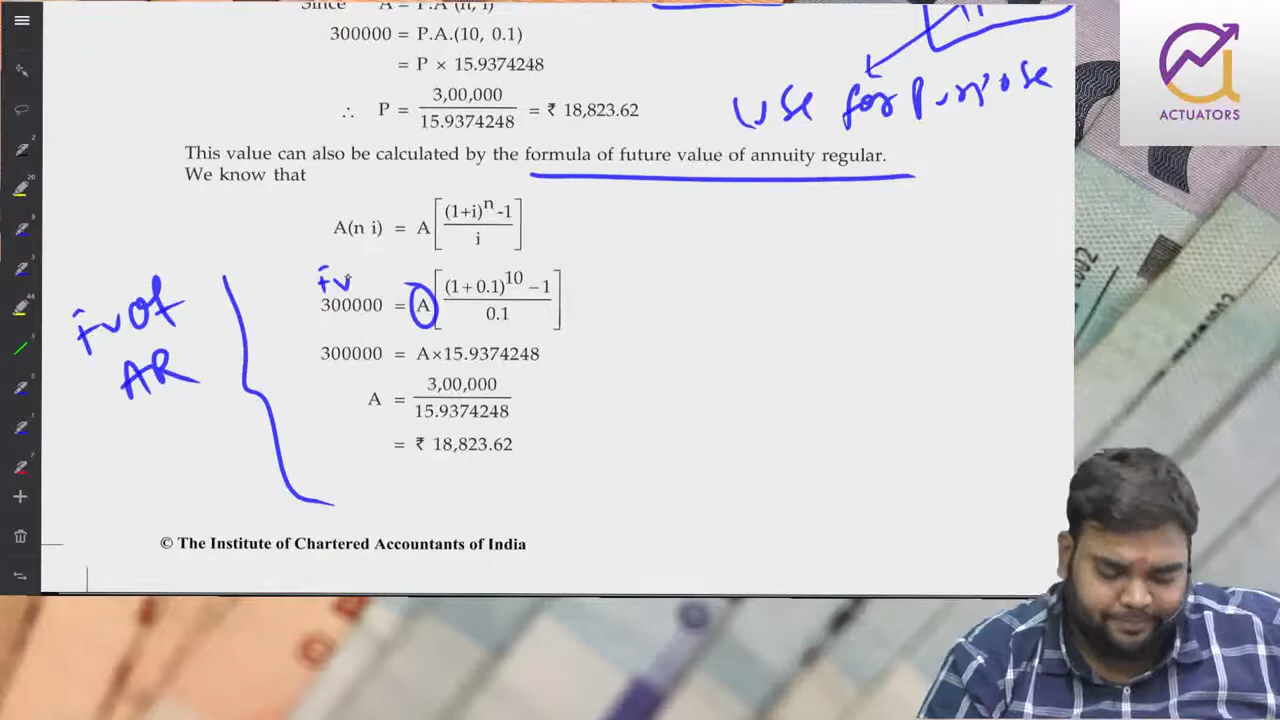 300000 = P.A.(10, 0.1)
= P × 15.9374248
∴ P = 3,00,000 / 15.9374248 = ₹ 18,823.62
use for Purpose
ACTUATORS
This value can also be calculated by the formula of future value of annuity regular.
We know that
A(n i) = A[(1+i)^n -1 / i]
fv
300000 = A[(1+0.1)^10 −1 / 0.1]
fv of
AR
300000 = A×15.9374248
A = 3,00,000 / 15.9374248
= ₹ 18,823.62
© The Institute of Chartered Accountants of India